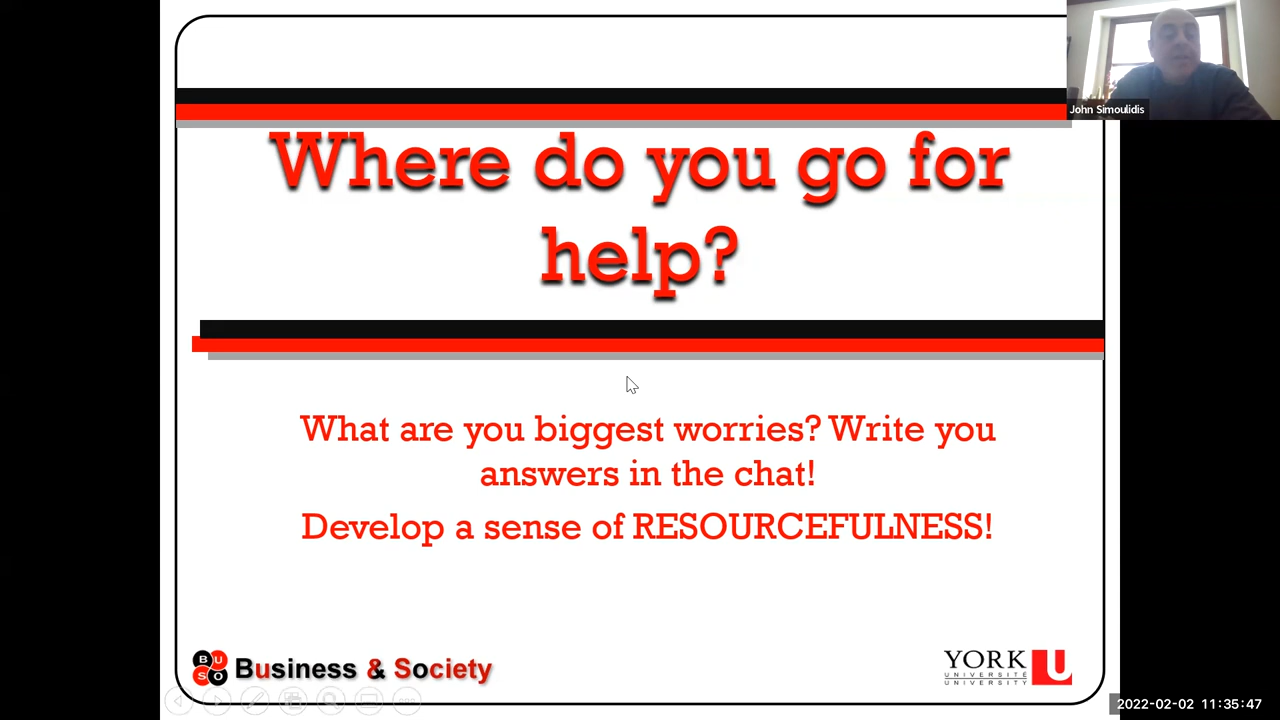 John Simoulidis
Where do you go for
help?
What are you biggest worries? Write you
answers in the chat!
Develop a sense of RESOURCEFULNESS!
B U
S O
Business & Society
YORK U
UNIVERSITÉ
UNIVERSITY
2022-02-02 11:35:47